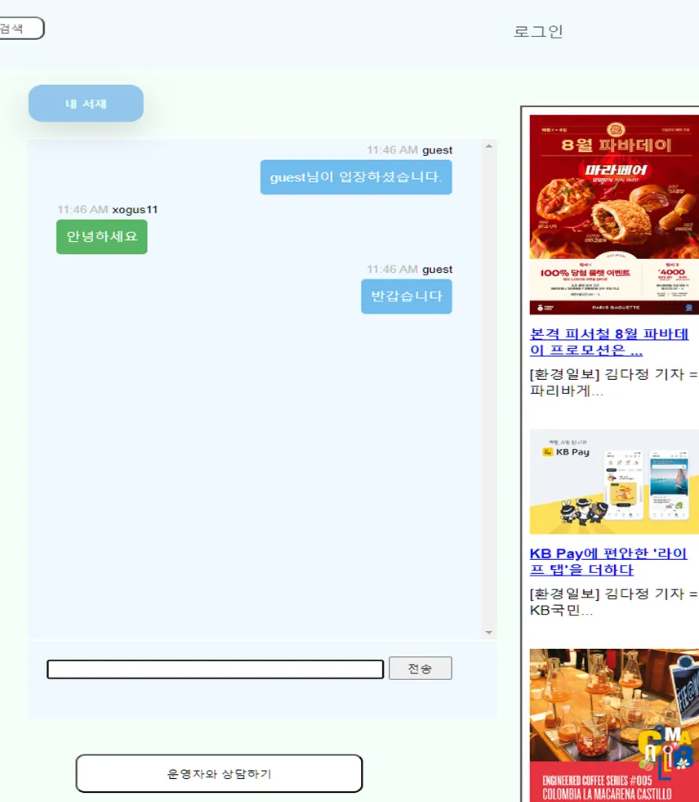 검색
로그인
내 서재
11:46 AM guest
guest님이 입장하셨습니다.
11:46 AM xogus11
안녕하세요
11:46 AM guest
반갑습니다
전송
운영자와 상담하기
8월 파바데이
마라페어
100% 당첨 룰렛 이벤트
4000
PARIS BAGUETTE
본격 피서철 8월 파바데
이 프로모션은 ...
[환경일보] 김다정 기자 =
파리바게...
KB Pay
KB Pay에 편안한 '라이
프 탭'을 더하다
[환경일보] 김다정 기자 =
KB국민...
ENGINEERED COFFEE SERIES #005
COLOMBIA LA MACARENA CASTILLO